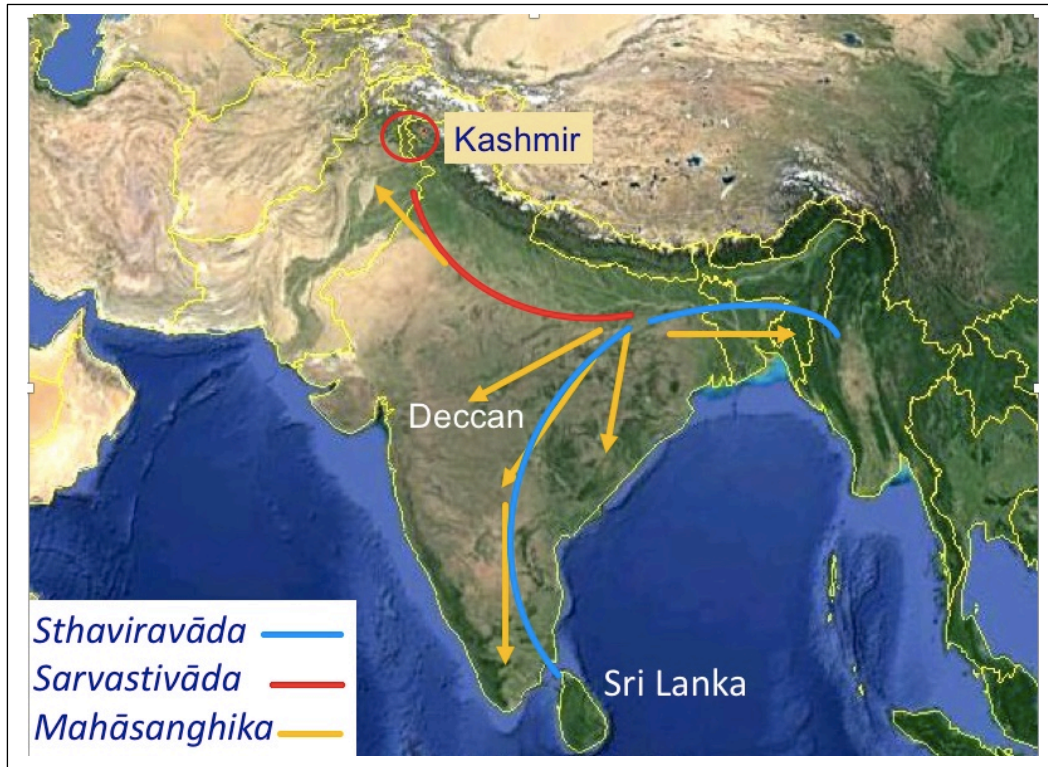 Kashmir
Deccan
Sri Lanka
Sthaviravāda
Sarvastivāda
Mahāsanghika